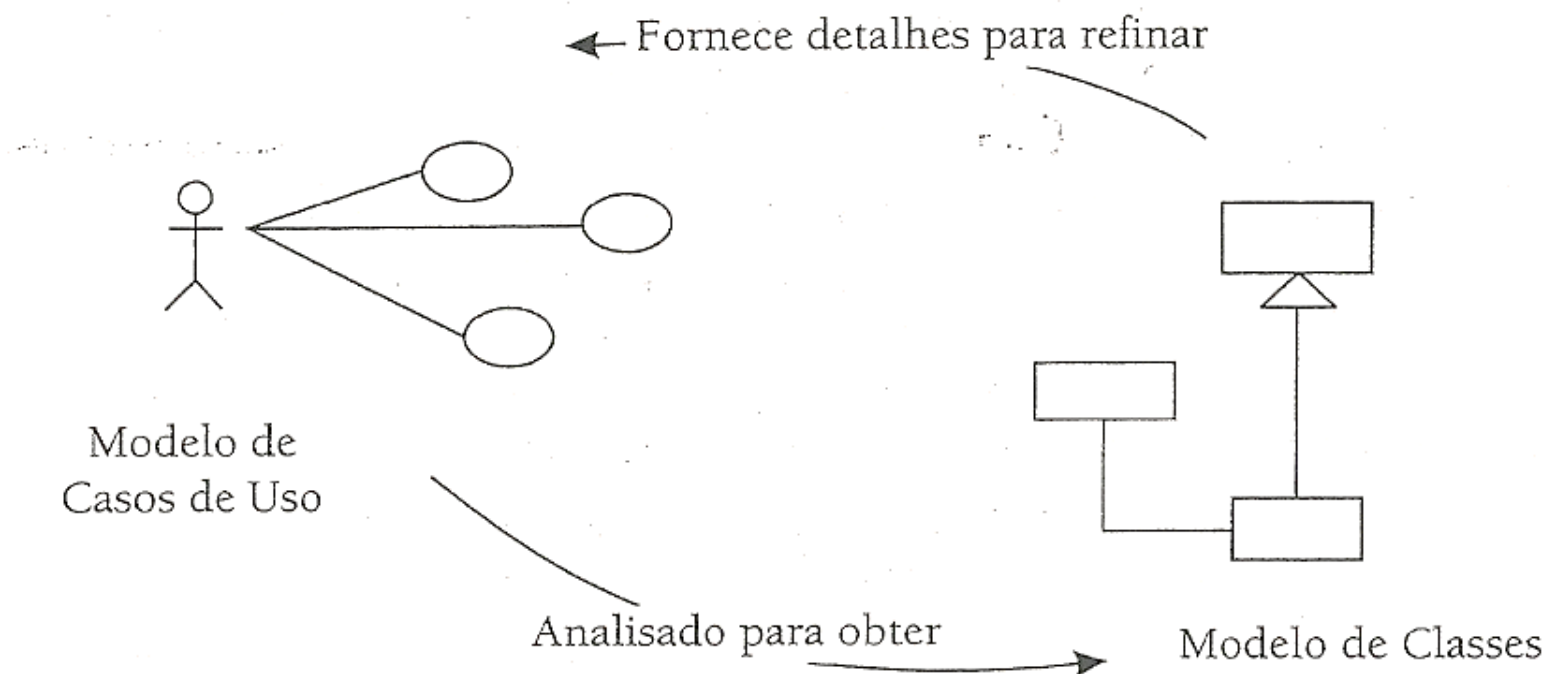 Fornece detalhes para refinar
Modelo de
Casos de Uso
Analisado para obter
Modelo de Classes